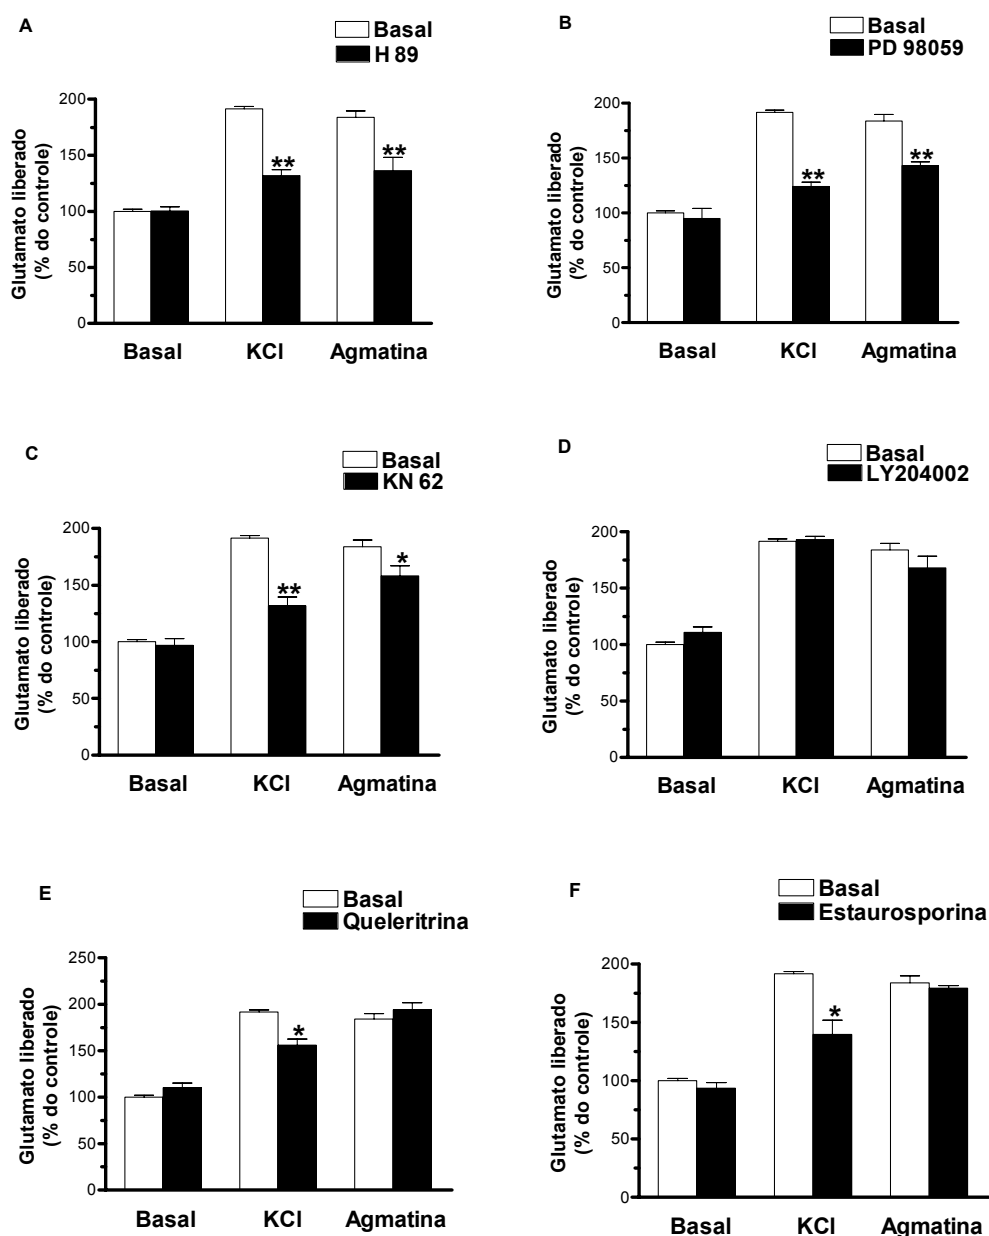 A
Basal
H 89
Glutamato liberado
(% do controle)
200
150
100
50
0
**
**
Basal KCl Agmatina
B
Basal
PD 98059
Glutamato liberado
(% do controle)
200
150
100
50
0
**
**
Basal KCl Agmatina
C
Basal
KN 62
Glutamato liberado
(% do controle)
200
150
100
50
0
**
*
Basal KCl Agmatina
D
Basal
LY204002
Glutamato liberado
(% do controle)
200
150
100
50
0
Basal KCl Agmatina
E
Basal
Queleritrina
Glutamato liberado
(% do controle)
250
200
150
100
50
0
*
Basal KCl Agmatina
F
Basal
Estaurosporina
Glutamato liberado
(% do controle)
200
150
100
50
0
*
Basal KCl Agmatina